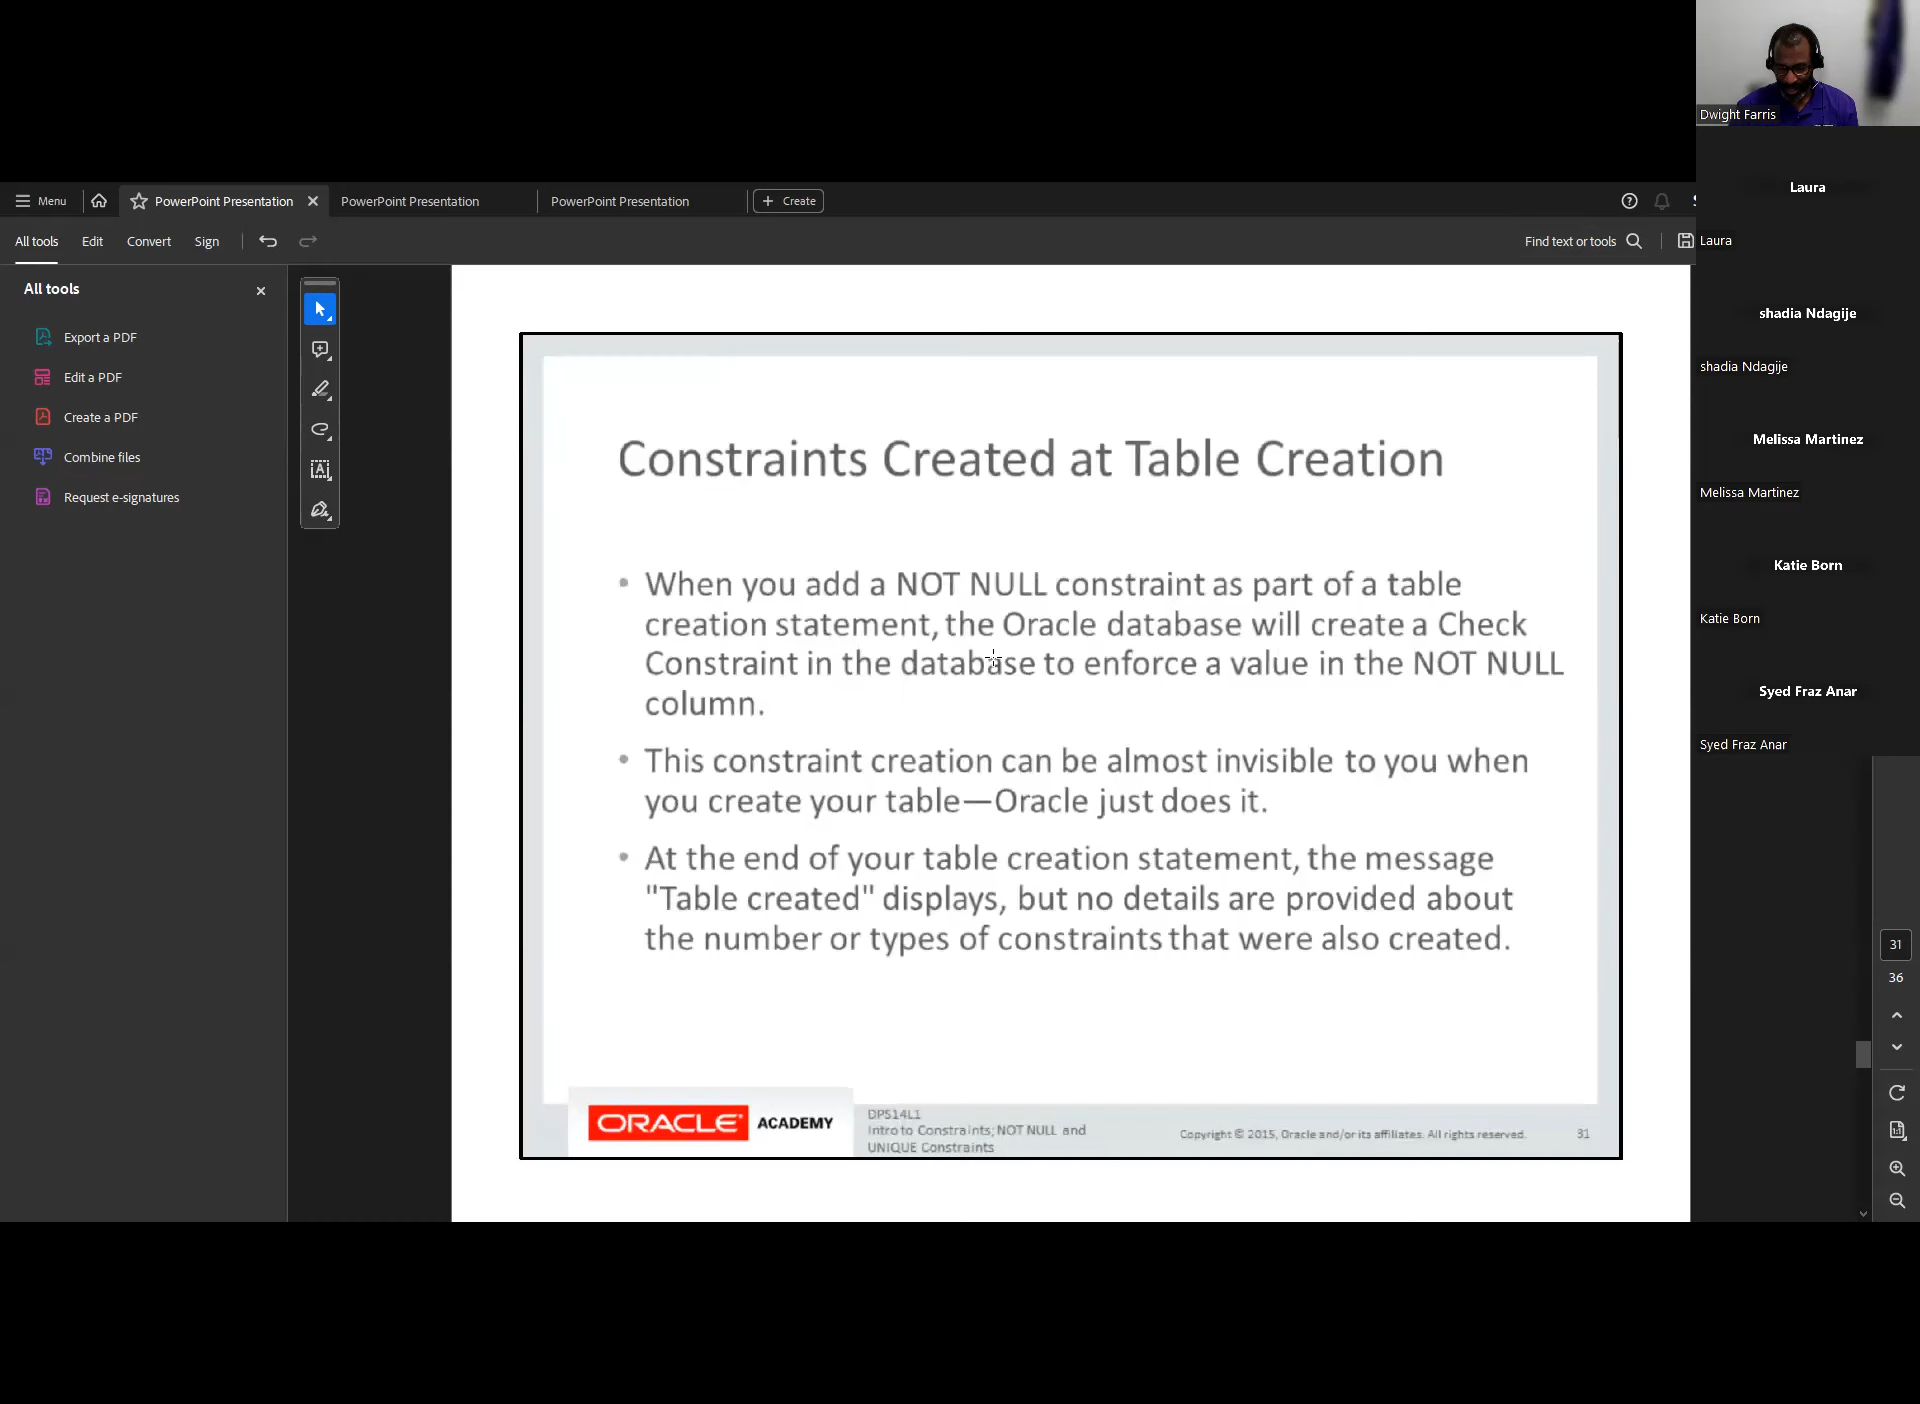 Dwight Farris
Menu
PowerPoint Presentation
PowerPoint Presentation
PowerPoint Presentation
Create
All tools
Edit
Convert
Sign
Find text or tools
Laura
Laura
All tools
Export a PDF
Edit a PDF
Create a PDF
Combine files
Request e-signatures
Constraints Created at Table Creation
• When you add a NOT NULL constraint as part of a table
creation statement, the Oracle database will create a Check
Constraint in the database to enforce a value in the NOT NULL
column.
• This constraint creation can be almost invisible to you when
you create your table—Oracle just does it.
• At the end of your table creation statement, the message
"Table created" displays, but no details are provided about
the number or types of constraints that were also created.
ORACLE ACADEMY
DPS14L1
Intro to Constraints; NOT NULL and
UNIQUE Constraints
Copyright © 2015, Oracle and/or its affiliates. All rights reserved.
31
shadia Ndagije
shadia Ndagije
Melissa Martinez
Melissa Martinez
Katie Born
Katie Born
Syed Fraz Anar
Syed Fraz Anar
31
36